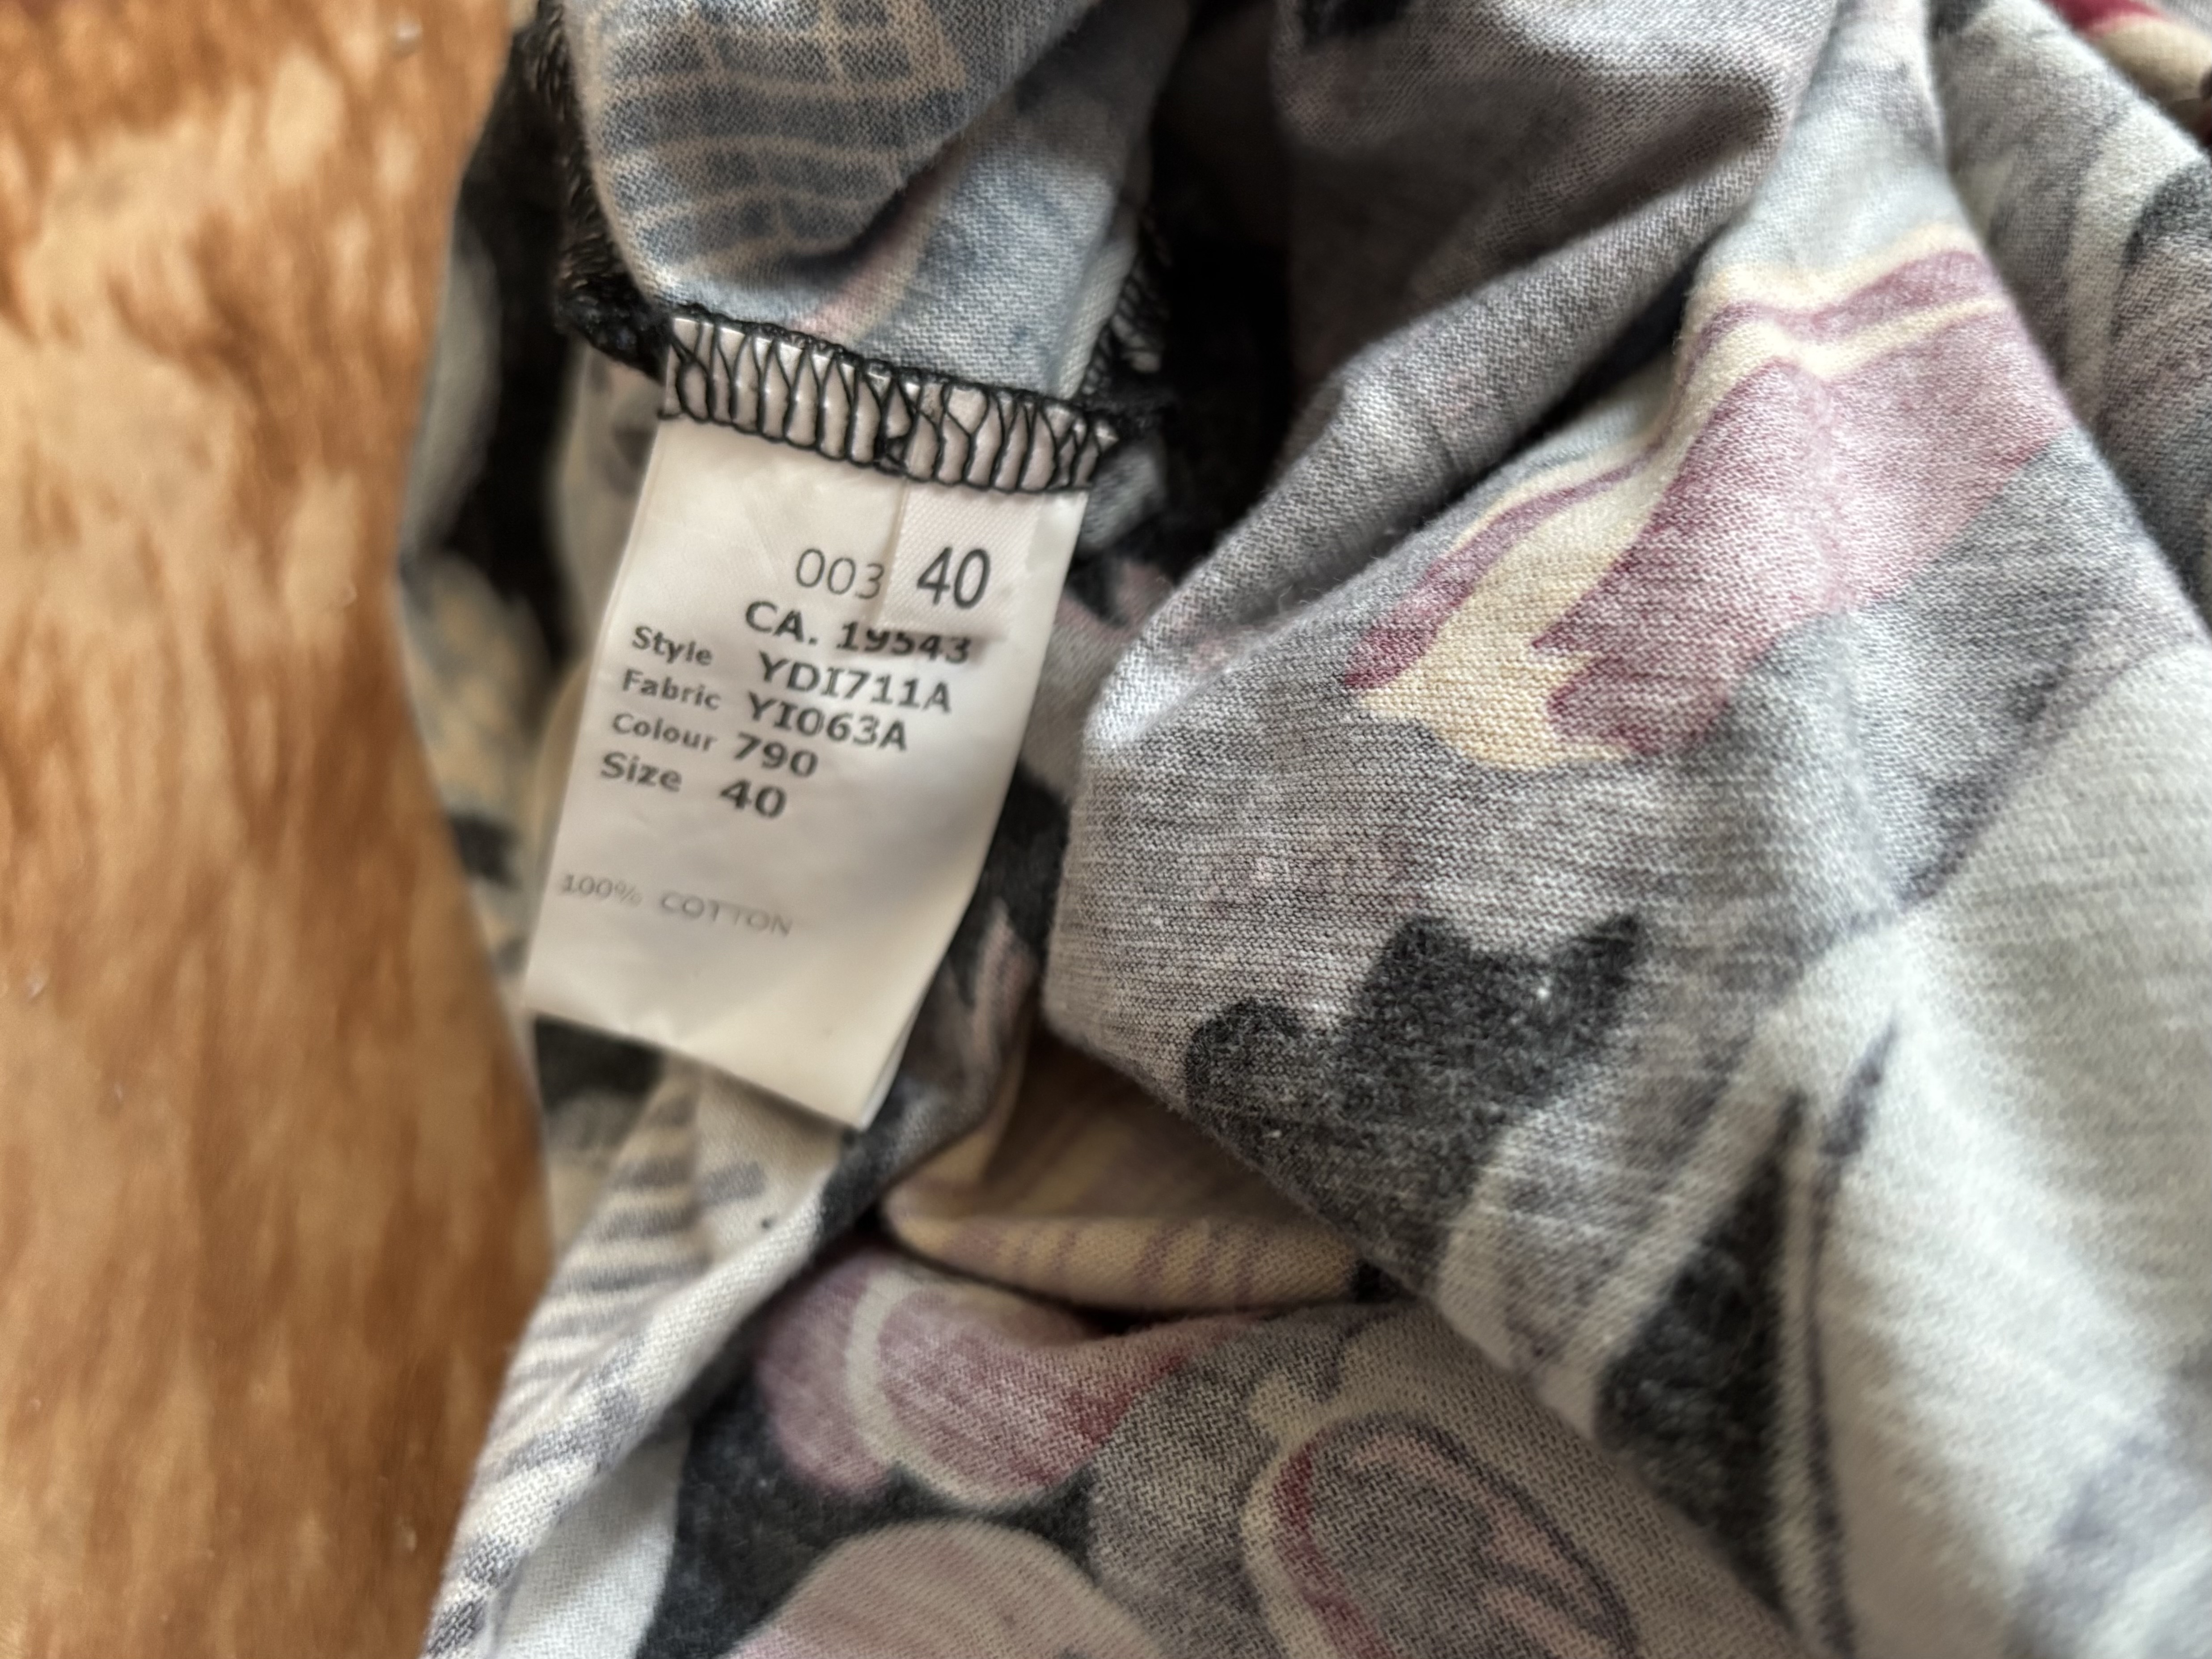 003
40
CA. 19543
Style YDI711A
Fabric YI063A
Colour 790
Size 40
100% COTTON